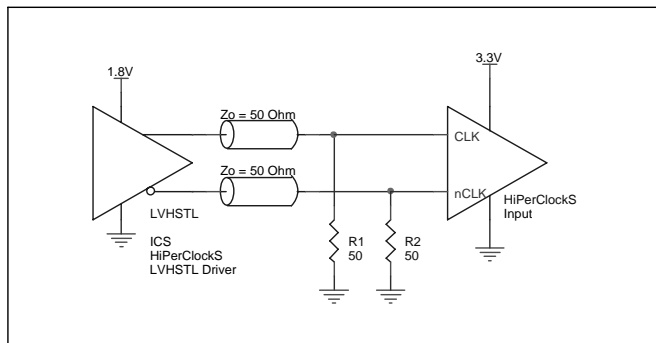 1.8V
3.3V
Zo = 50 Ohm
CLK
Zo = 50 Ohm
nCLK
HiPerClockS
Input
LVHSTL
ICS
HiPerClockS
LVHSTL Driver
R1
50
R2
50